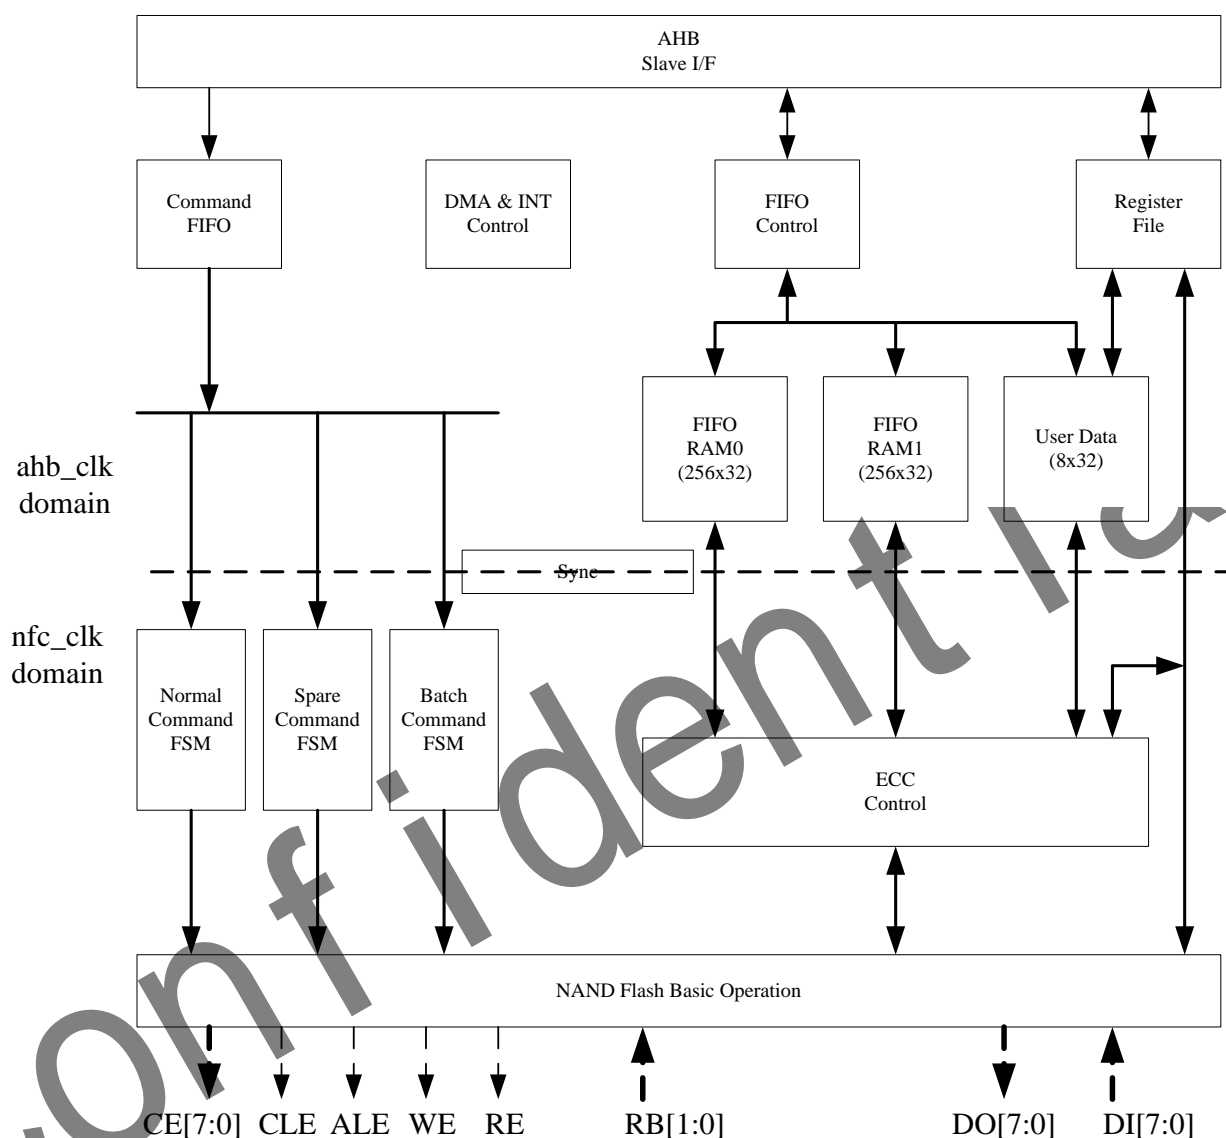 AHB
Slave I/F
Command
FIFO
DMA & INT
Control
FIFO
Control
Register
File
FIFO
RAM0
(256x32)
FIFO
RAM1
(256x32)
User Data
(8x32)
ahb_clk
domain
Sync
nfc_clk
domain
Normal
Command
FSM
Spare
Command
FSM
Batch
Command
FSM
ECC
Control
NAND Flash Basic Operation
CE[7:0] CLE ALE WE RE RB[1:0] DO[7:0] DI[7:0]